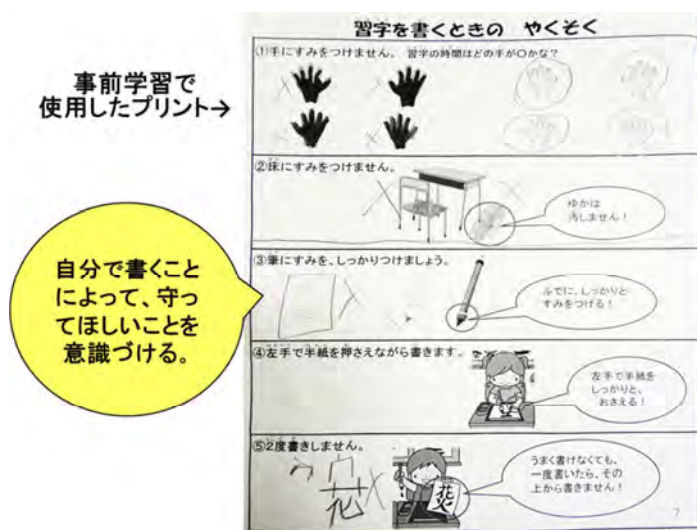 習字を書くときの やくそく
①手にすみをつけません。 習字の時間はどの手が○かな？
事前学習で
使用したプリント→
②床にすみをつけません。
ゆかは
汚しません！
③筆にすみを、しっかりつけましょう。
ふでに、しっかりと
すみをつける！
自分で書くこと
によって、守っ
てほしいことを
意識づける。
④左手で半紙を押さえながら書きます。
左手で半紙を
しっかりと、
おさえる！
⑤2度書きしません。
うまく書けなくても、
一度書いたら、その
上から書きません！
花
花
7